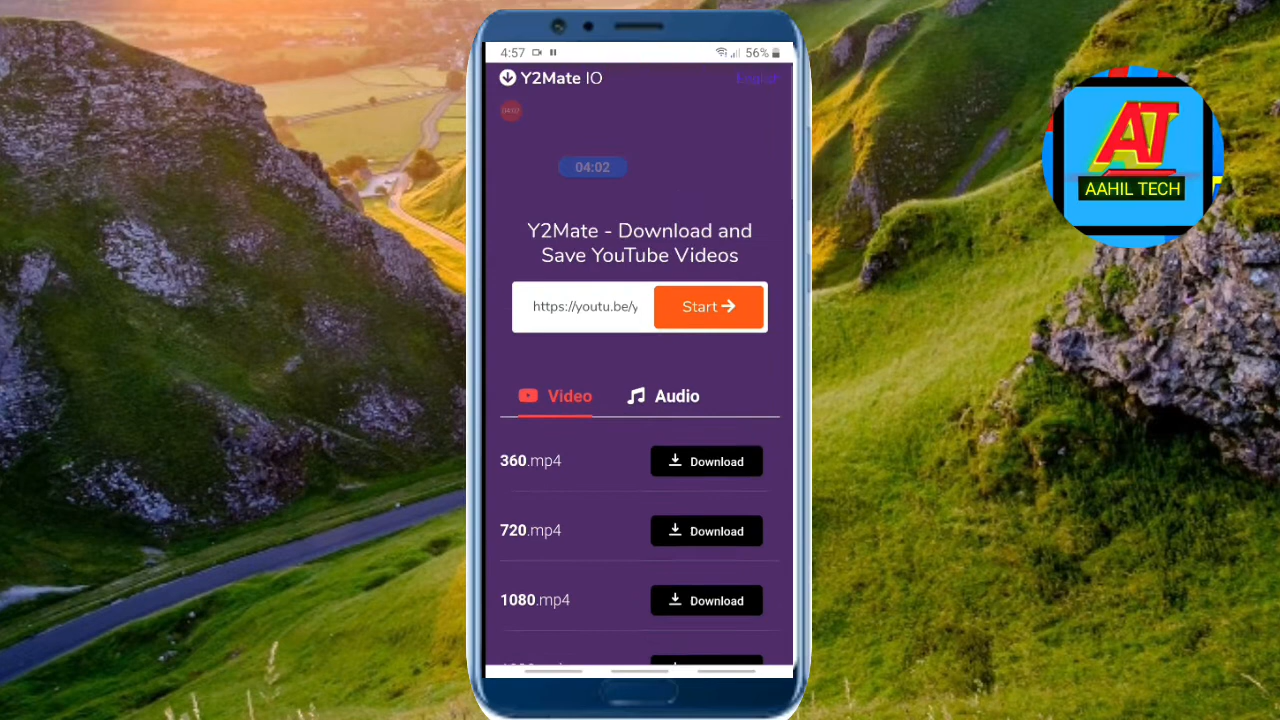 4:57
56%
Y2Mate IO
04:02
Y2Mate - Download and
Save YouTube Videos
https://youtu.be/y
Start
Video
Audio
360.mp4
Download
720.mp4
Download
1080.mp4
Download
AT
AAHIL TECH